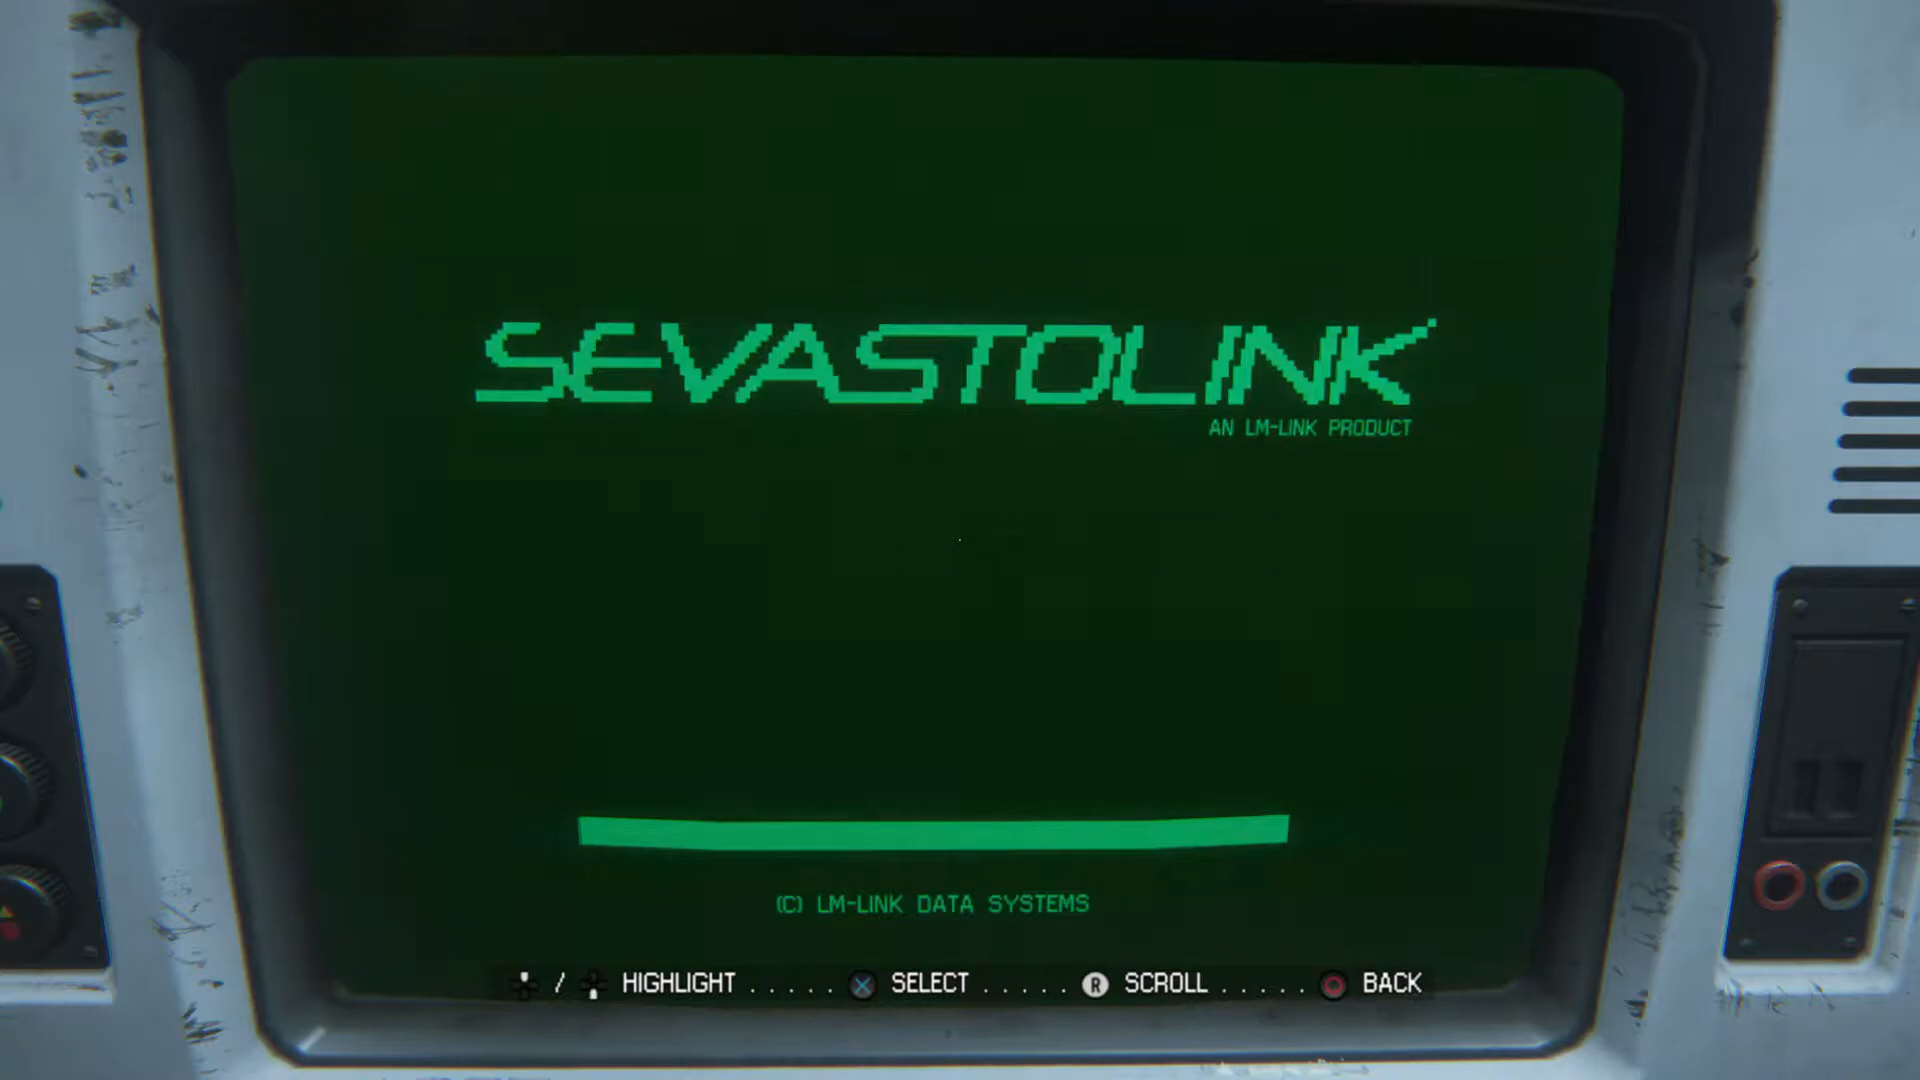 SEVASTOLINK
AN LM-LINK PRODUCT
(C) LM-LINK DATA SYSTEMS
/ HIGHLIGHT ..... SELECT ..... R SCROLL ..... BACK